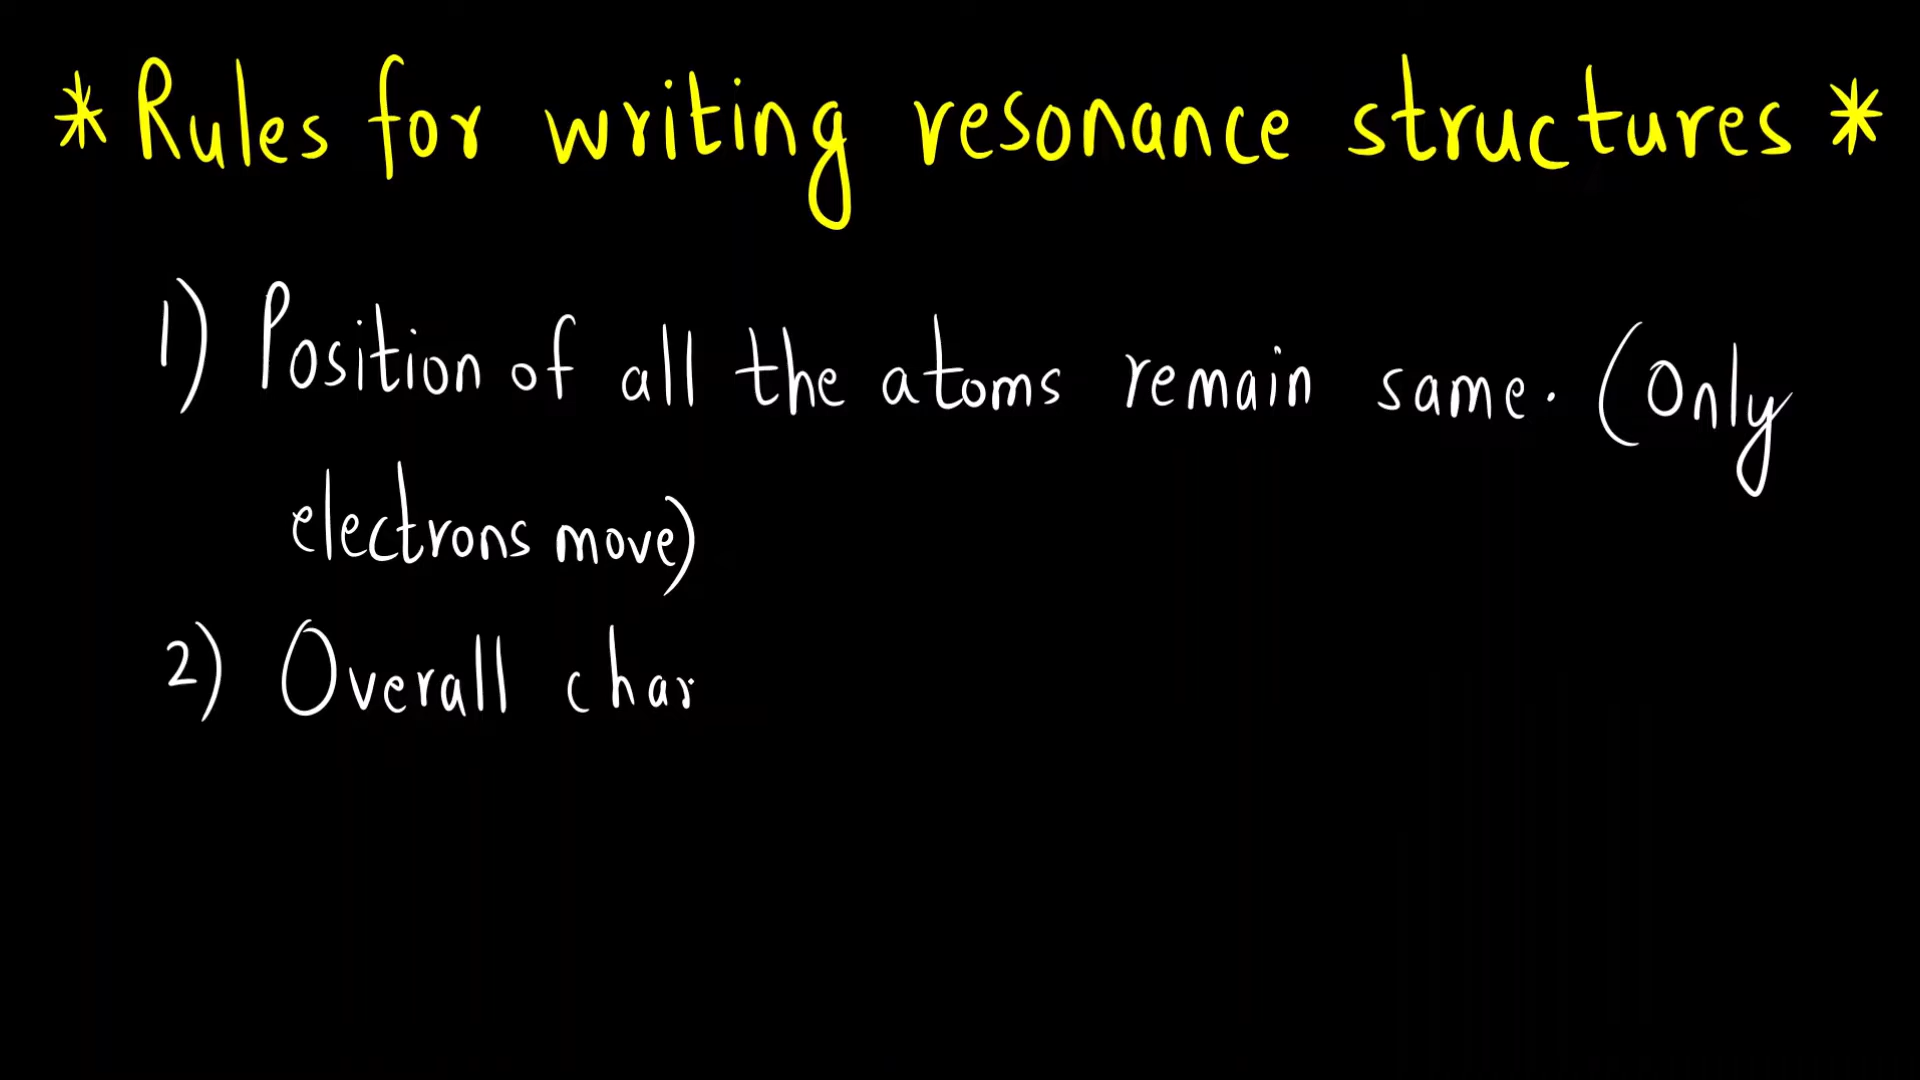 * Rules for writing resonance structures *
1) Position of all the atoms remain same. (Only
electrons move)
2) Overall char